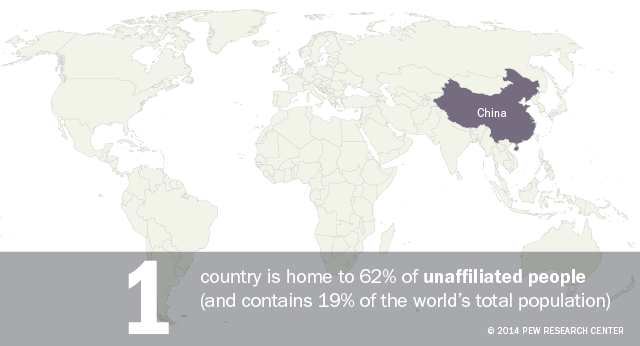 China
1
country is home to 62% of unaffiliated people
(and contains 19% of the world's total population)
© 2014 PEW RESEARCH CENTER